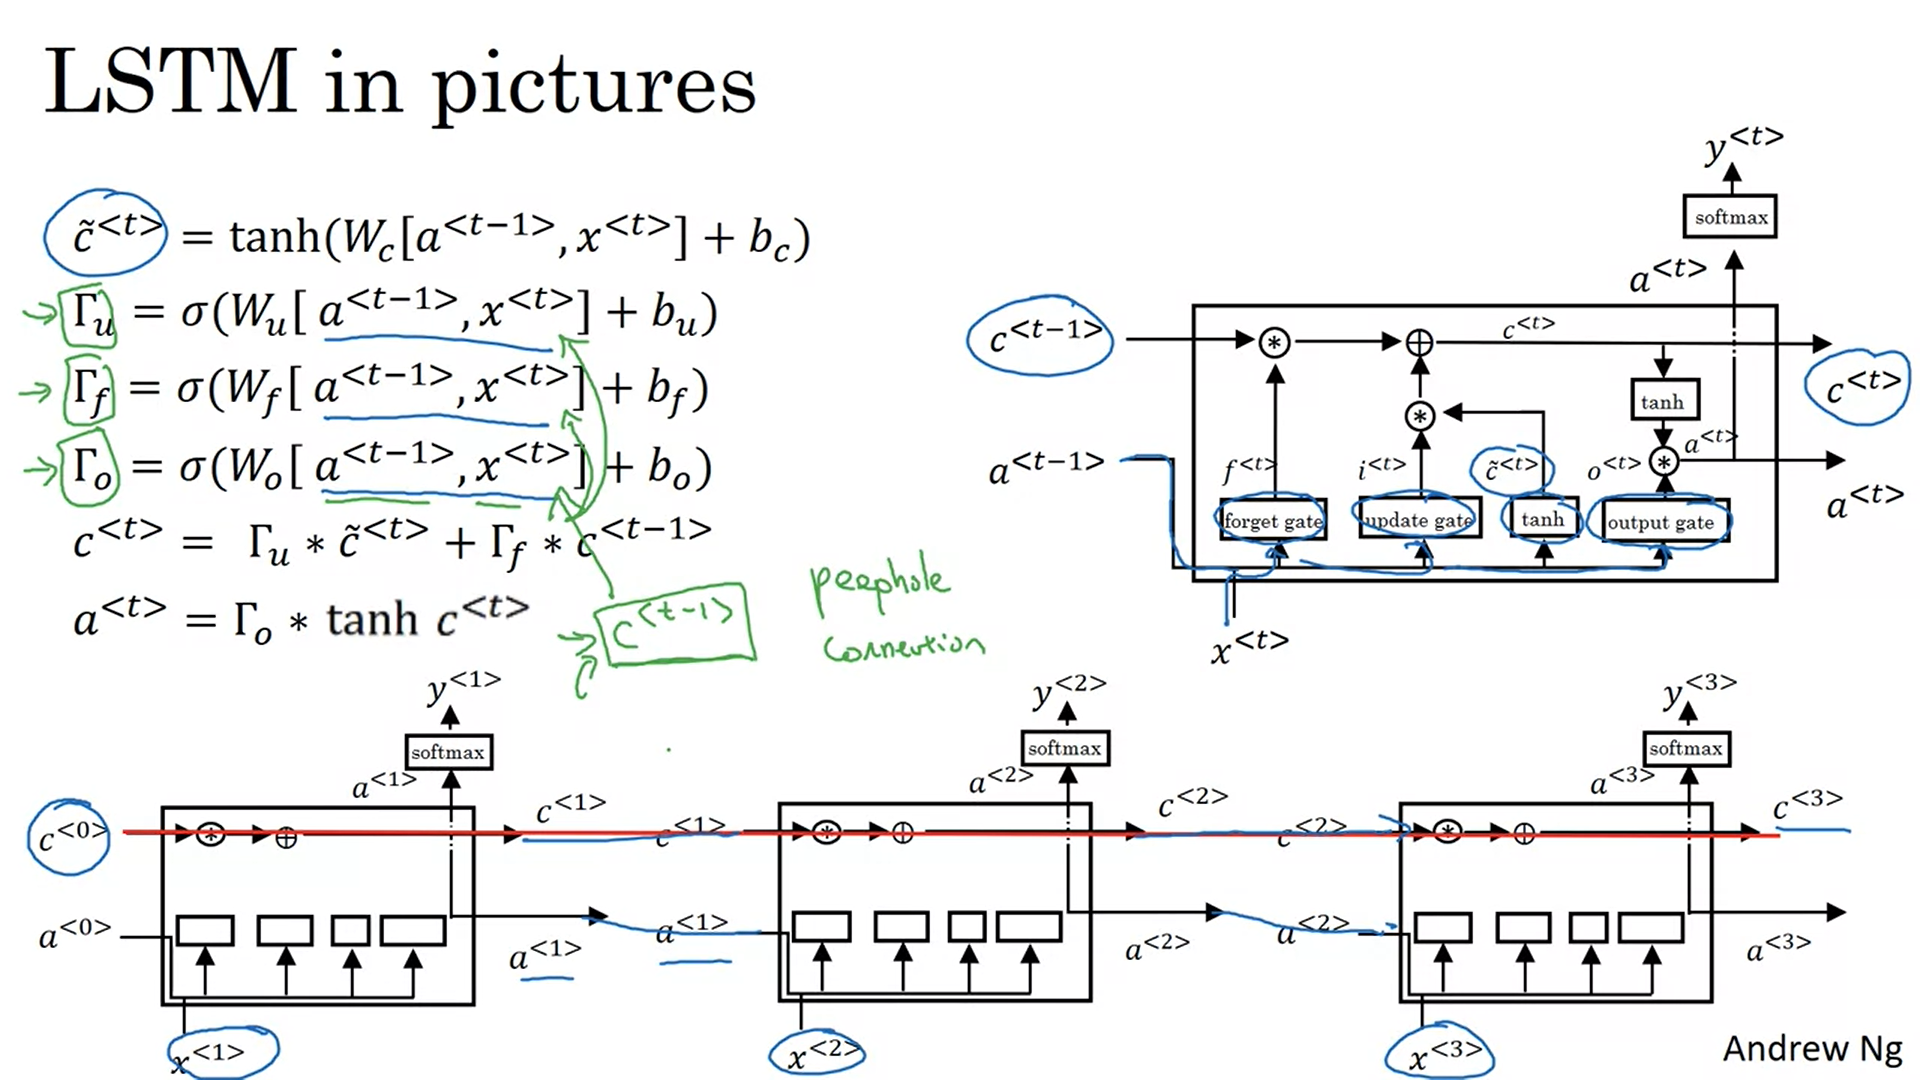 LSTM in pictures
c̃<t> = tanh(W_c[a<t−1>, x<t>] + b_c)
→ Γ_u = σ(W_u[ a<t−1>, x<t>] + b_u)
→ Γ_f = σ(W_f[ a<t−1>, x<t>] + b_f)
→ Γ_o = σ(W_o[ a<t−1>, x<t>] + b_o)
c<t> = Γ_u * c̃<t> + Γ_f * c<t−1>
a<t> = Γ_o * tanh c<t>
c<t-1>
peephole
connection
y<t>
softmax
a<t>
c<t−1>
* ⊕ c<t>
c<t>
tanh
*
a<t−1>
f<t> i<t> c̃<t> o<t> * a<t>
a<t>
forget gate update gate tanh output gate
x<t>
y<1>
softmax
a<1>
c<0> * ⊕ c<1>
a<0> a<1>
x<1>
y<2>
softmax
a<2>
c<1> * ⊕ c<2>
a<1> a<2>
x<2>
y<3>
softmax
a<3>
c<2> * ⊕ c<3>
a<2> a<3>
x<3>
Andrew Ng